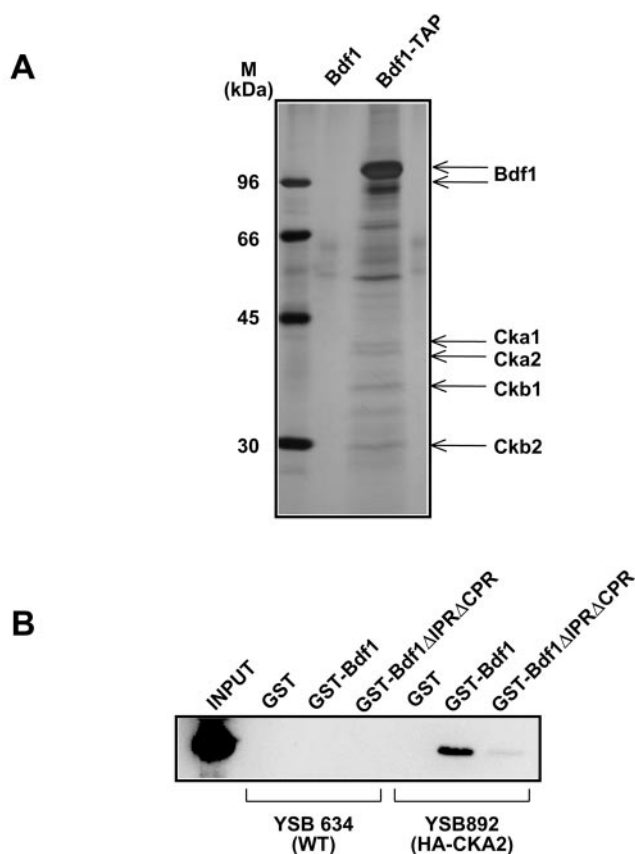 A
M
(kDa)
Bdf1
Bdf1-TAP
96
66
45
30
Bdf1
Cka1
Cka2
Ckb1
Ckb2
B
INPUT
GST
GST-Bdf1
GST-Bdf1ΔIPRΔCPR
GST
GST-Bdf1
GST-Bdf1ΔIPRΔCPR
YSB 634
(WT)
YSB892
(HA-CKA2)